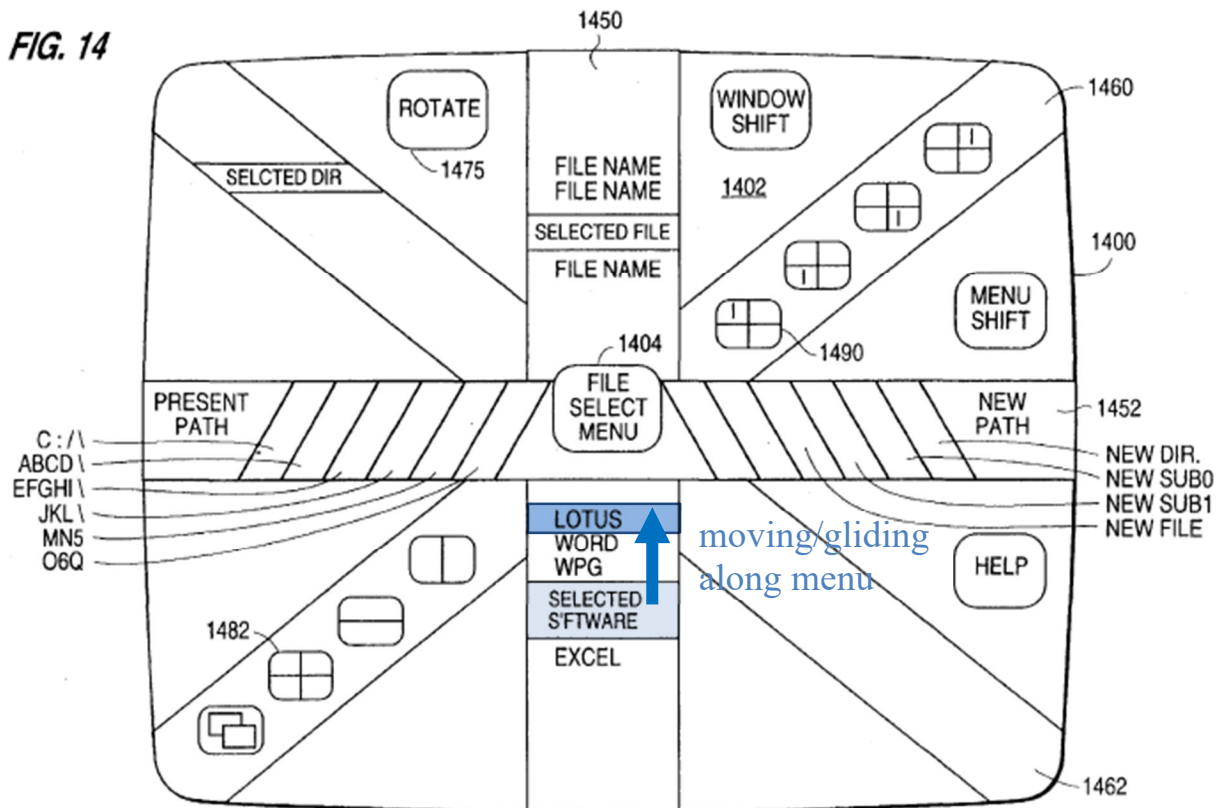 FIG. 14
1450
ROTATE
1475
WINDOW
SHIFT
1402
1460
SELCTED DIR
FILE NAME
FILE NAME
SELECTED FILE
FILE NAME
1400
MENU
SHIFT
1490
1404
FILE
SELECT
MENU
PRESENT
PATH
NEW
PATH
1452
C:/\
ABCD \
EFGHI \
JKL \
MN5
O6Q
NEW DIR.
NEW SUB0
NEW SUB1
NEW FILE
LOTUS
WORD
WPG
SELECTED
S'FTWARE
EXCEL
moving/gliding
along menu
HELP
1482
1462